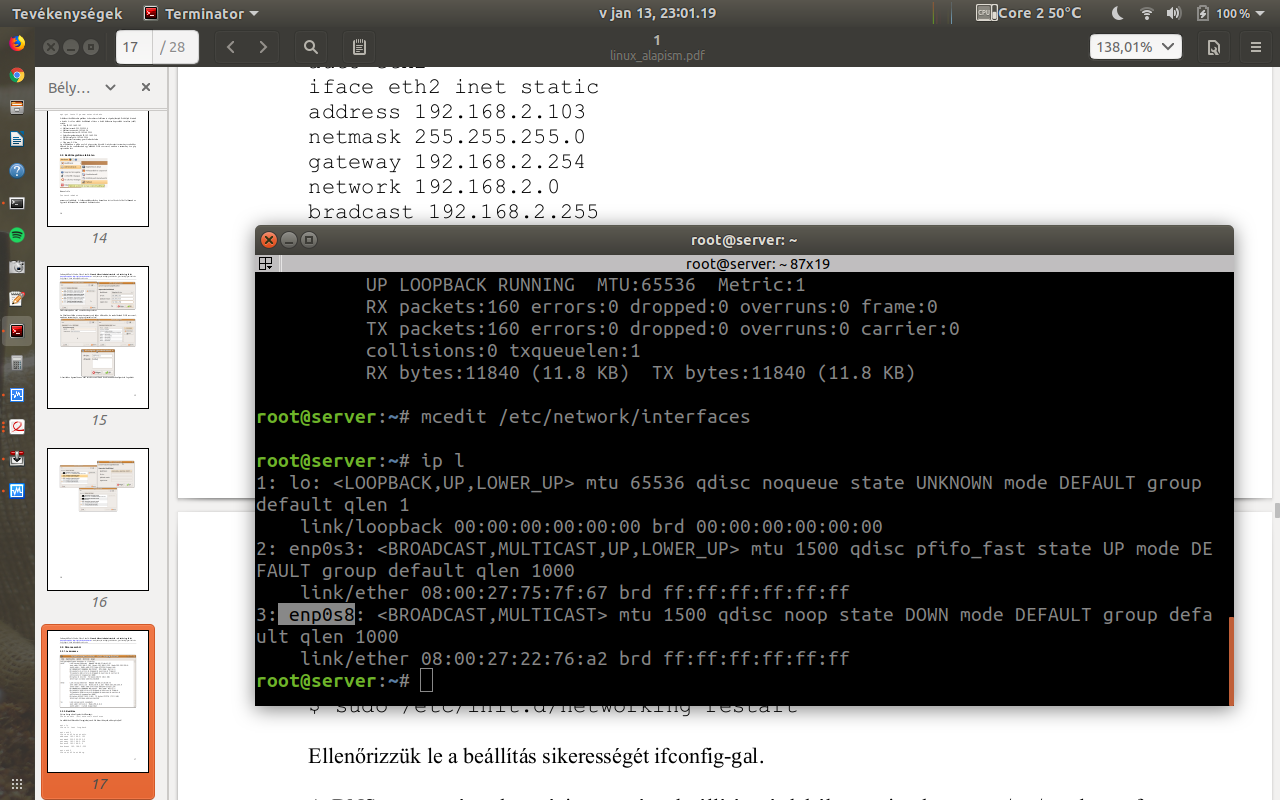 Tevékenységek
Terminator
v jan 13, 23:01.19
CPU
Core 2 50°C
100 %
17
/ 28
1
linux_alapism.pdf
138,01%
Bély…
14
15
16
17
iface eth2 inet static
address 192.168.2.103
netmask 255.255.255.0
gateway 192.168.2.254
network 192.168.2.0
bradcast 192.168.2.255
root@server: ~
root@server: ~ 87x19
UP LOOPBACK RUNNING  MTU:65536  Metric:1
RX packets:160 errors:0 dropped:0 overruns:0 frame:0
TX packets:160 errors:0 dropped:0 overruns:0 carrier:0
collisions:0 txqueuelen:1
RX bytes:11840 (11.8 KB)  TX bytes:11840 (11.8 KB)
root@server:~# mcedit /etc/network/interfaces
root@server:~# ip l
1: lo: <LOOPBACK,UP,LOWER_UP> mtu 65536 qdisc noqueue state UNKNOWN mode DEFAULT group
default qlen 1
link/loopback 00:00:00:00:00:00 brd 00:00:00:00:00:00
2: enp0s3: <BROADCAST,MULTICAST,UP,LOWER_UP> mtu 1500 qdisc pfifo_fast state UP mode DE
FAULT group default qlen 1000
link/ether 08:00:27:75:7f:67 brd ff:ff:ff:ff:ff:ff
3: enp0s8: <BROADCAST,MULTICAST> mtu 1500 qdisc noop state DOWN mode DEFAULT group defa
ult qlen 1000
link/ether 08:00:27:22:76:a2 brd ff:ff:ff:ff:ff:ff
root@server:~#
$ sudo /etc/init.d/networking restart
Ellenőrizzük le a beállítás sikerességét ifconfig-gal.